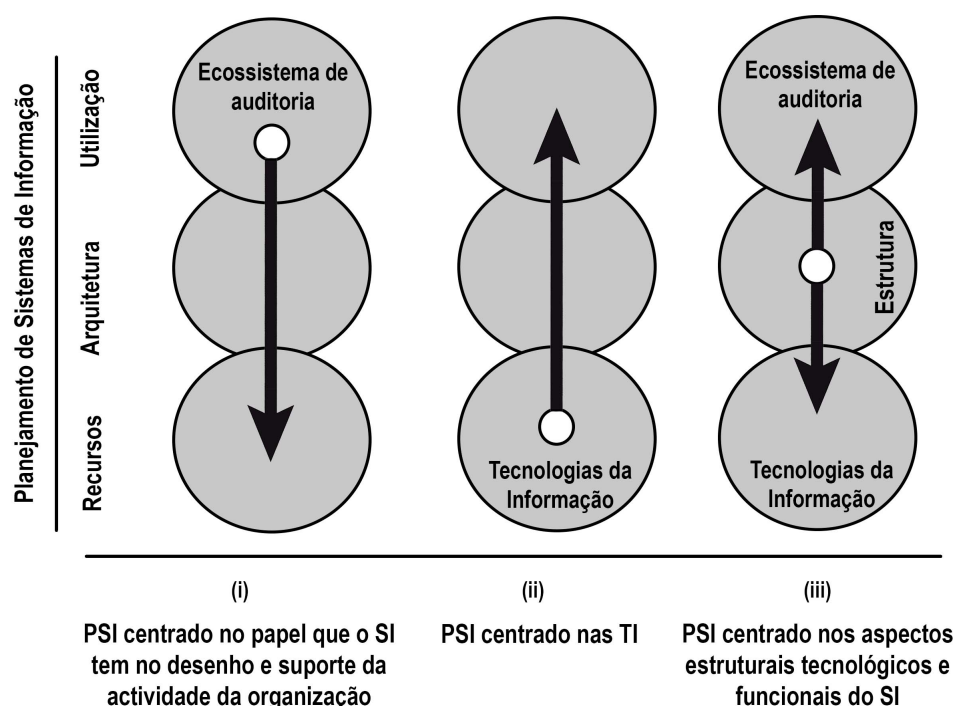 Planejamento de Sistemas de Informação
Utilização
Arquitetura
Recursos
Ecossistema de
auditoria
Tecnologias da
Informação
Ecossistema de
auditoria
Estrutura
Tecnologias da
Informação
(i)
PSI centrado no papel que o SI
tem no desenho e suporte da
actividade da organização
(ii)
PSI centrado nas TI
(iii)
PSI centrado nos aspectos
estruturais tecnológicos e
funcionais do SI